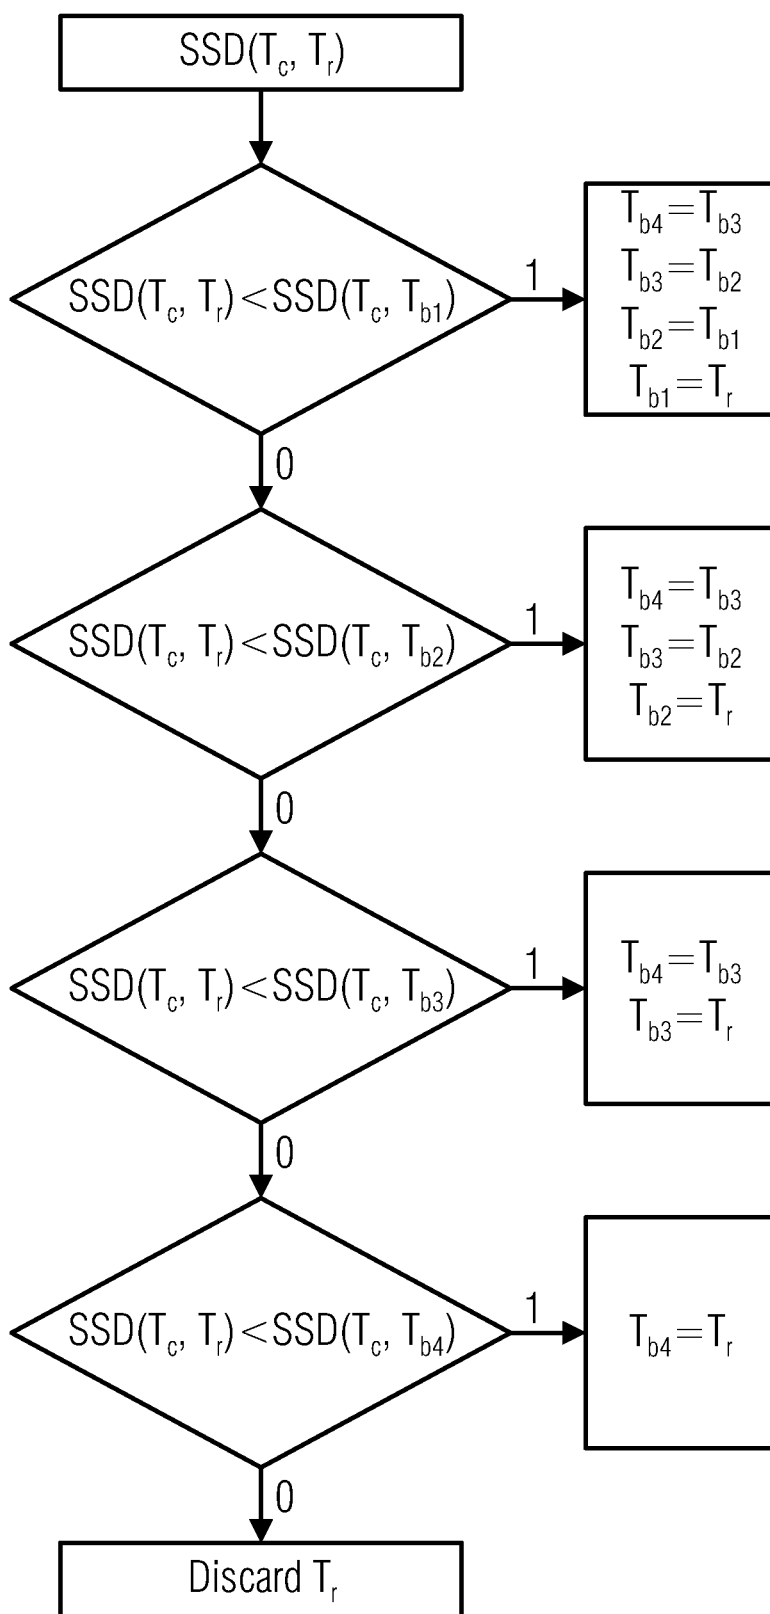 SSD(T_c, T_r)
SSD(T_c, T_r)<SSD(T_c, T_b1)
1
T_b4=T_b3
T_b3=T_b2
T_b2=T_b1
T_b1=T_r
0
SSD(T_c, T_r)<SSD(T_c, T_b2)
1
T_b4=T_b3
T_b3=T_b2
T_b2=T_r
0
SSD(T_c, T_r)<SSD(T_c, T_b3)
1
T_b4=T_b3
T_b3=T_r
0
SSD(T_c, T_r)<SSD(T_c, T_b4)
1
T_b4=T_r
0
Discard T_r